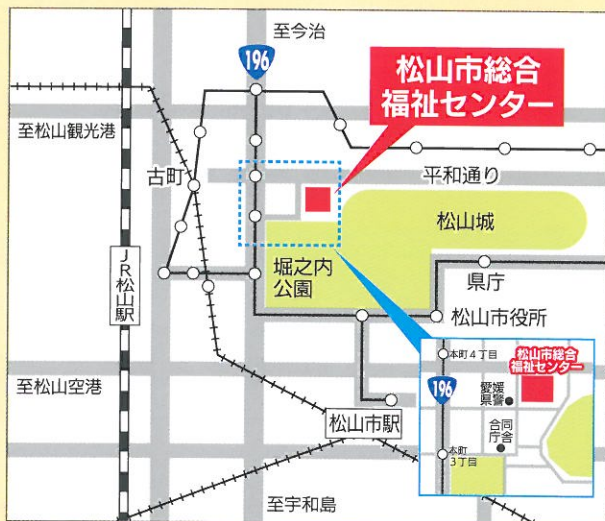 至今治
196
松山市総合
福祉センター
至松山観光港
古町
平和通り
松山城
JR松山駅
堀之内
公園
県庁
松山市役所
至松山空港
松山市駅
至宇和島
本町4丁目
松山市総合
福祉センター
196
愛媛
県警
合同
庁舎
本町
3丁目